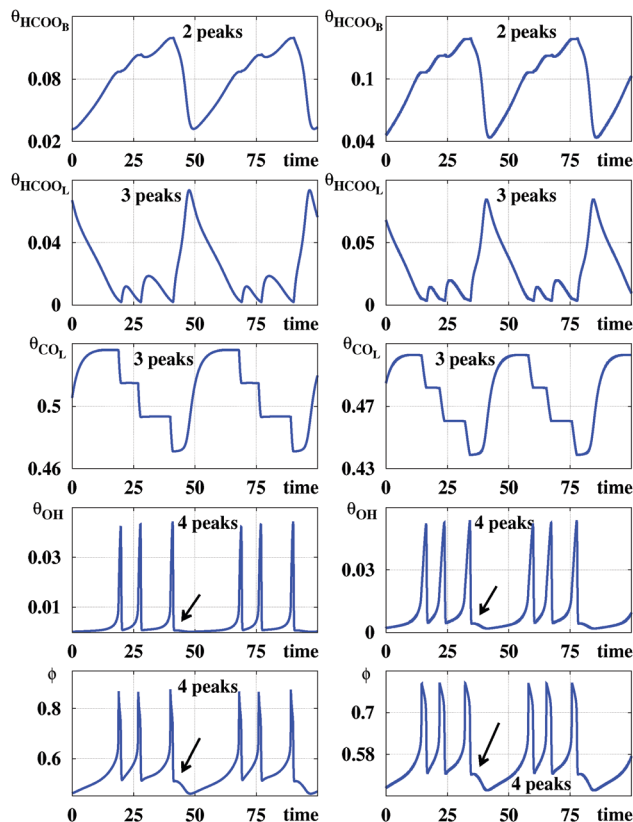 θHCOOB 2 peaks
0.08
0.02
0 25 50 75 time
θHCOOB 2 peaks
0.1
0.04
0 25 50 75 time
θHCOOL 3 peaks
0.04
0
0 25 50 75 time
θHCOOL 3 peaks
0.05
0
0 25 50 75 time
θCOL 3 peaks
0.5
0.46
0 25 50 75 time
θCOL 3 peaks
0.47
0.43
0 25 50 75 time
θOH 4 peaks
0.03
0.01
0 25 50 75 time
θOH 4 peaks
0.03
0
0 25 50 75 time
ϕ 4 peaks
0.8
0.6
0 25 50 75 time
ϕ
0.7
0.58
4 peaks
0 25 50 75 time